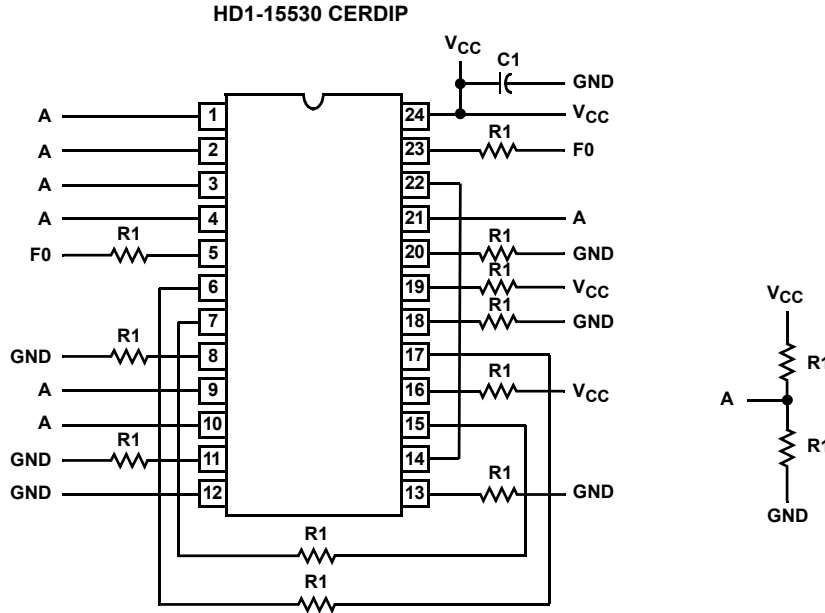 HD1-15530 CERDIP
VCC
C1
GND
A 1 24 VCC
R1
A 2 23 F0
A 3 22
A 4 21 A
R1 R1
F0 5 20 GND
R1
6 19 VCC
R1
7 18 GND
R1
GND 8 17
R1
A 9 16 VCC
A 10 15
R1
GND 11 14
R1
GND 12 13 GND
R1
R1
VCC
R1
A
R1
GND